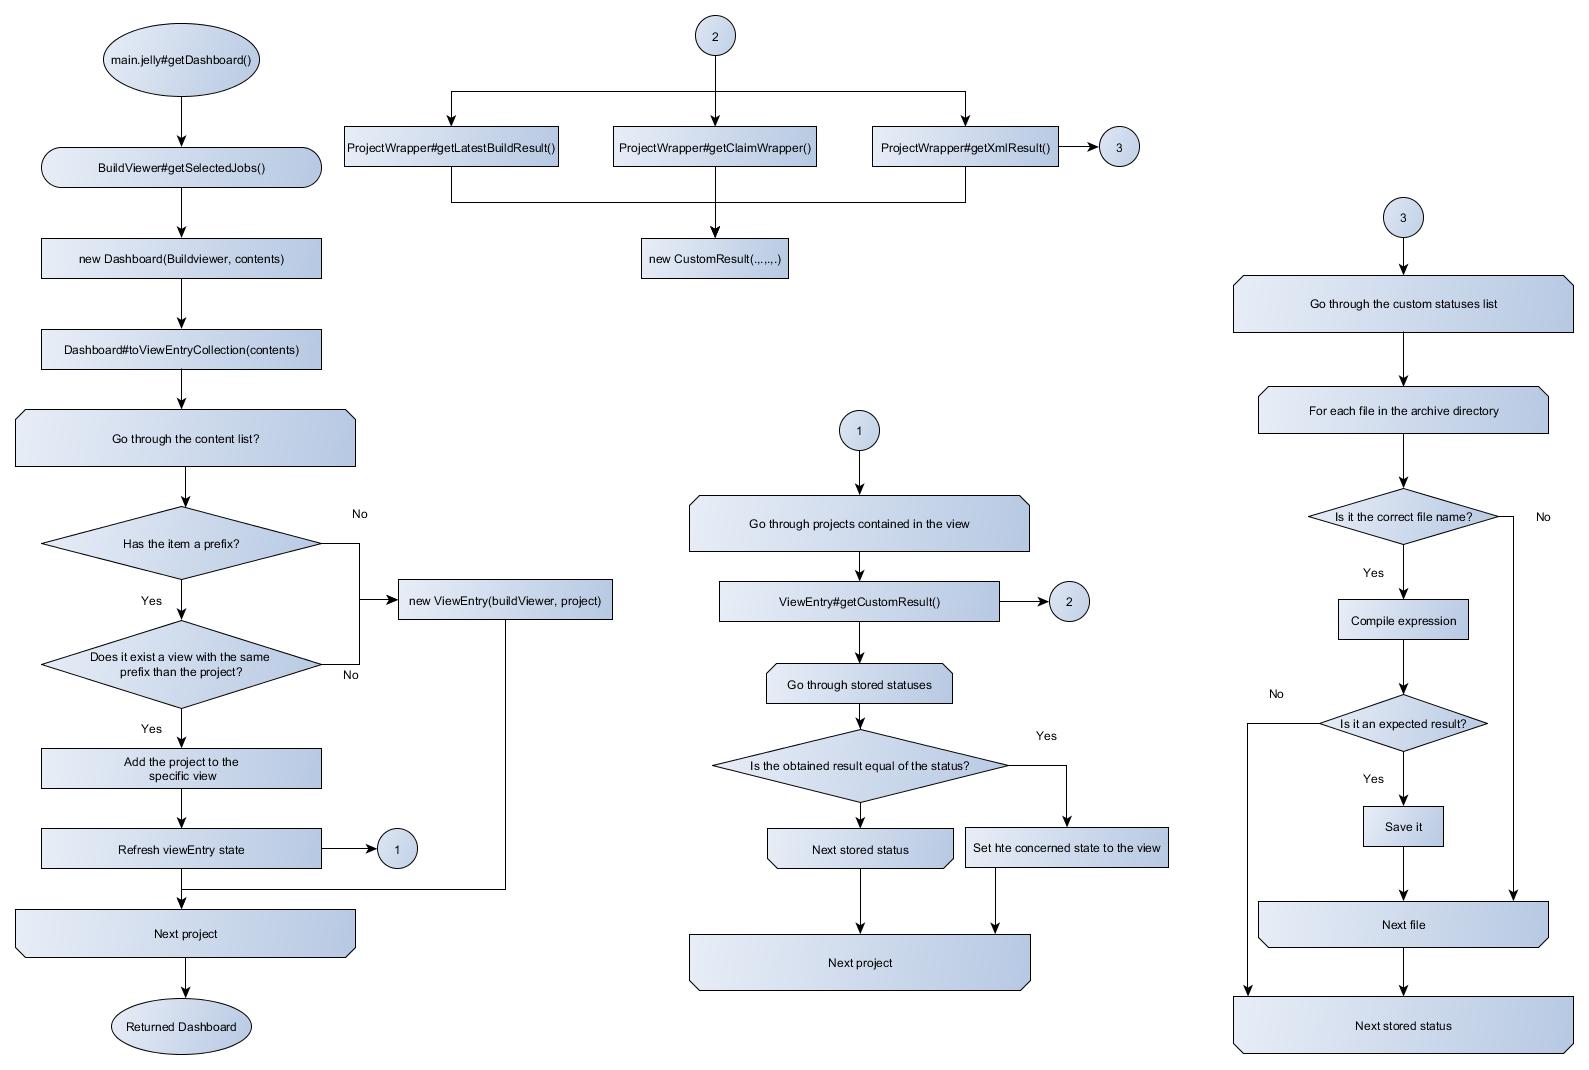 main.jelly#getDashboard()
BuildViewer#getSelectedJobs()
new Dashboard(Buildviewer, contents)
Dashboard#toViewEntryCollection(contents)
Go through the content list?
Has the item a prefix?
No
Yes
new ViewEntry(buildViewer, project)
Does it exist a view with the same
prefix than the project?
No
Yes
Add the project to the
specific view
Refresh viewEntry state
1
Next project
Returned Dashboard
2
ProjectWrapper#getLatestBuildResult()
ProjectWrapper#getClaimWrapper()
ProjectWrapper#getXmlResult()
3
new CustomResult(.,.,.,.)
1
Go through projects contained in the view
ViewEntry#getCustomResult()
2
Go through stored statuses
Is the obtained result equal of the status?
Yes
Next stored status
Set hte concerned state to the view
Next project
3
Go through the custom statuses list
For each file in the archive directory
Is it the correct file name?
No
Yes
Compile expression
No
Is it an expected result?
Yes
Save it
Next file
Next stored status